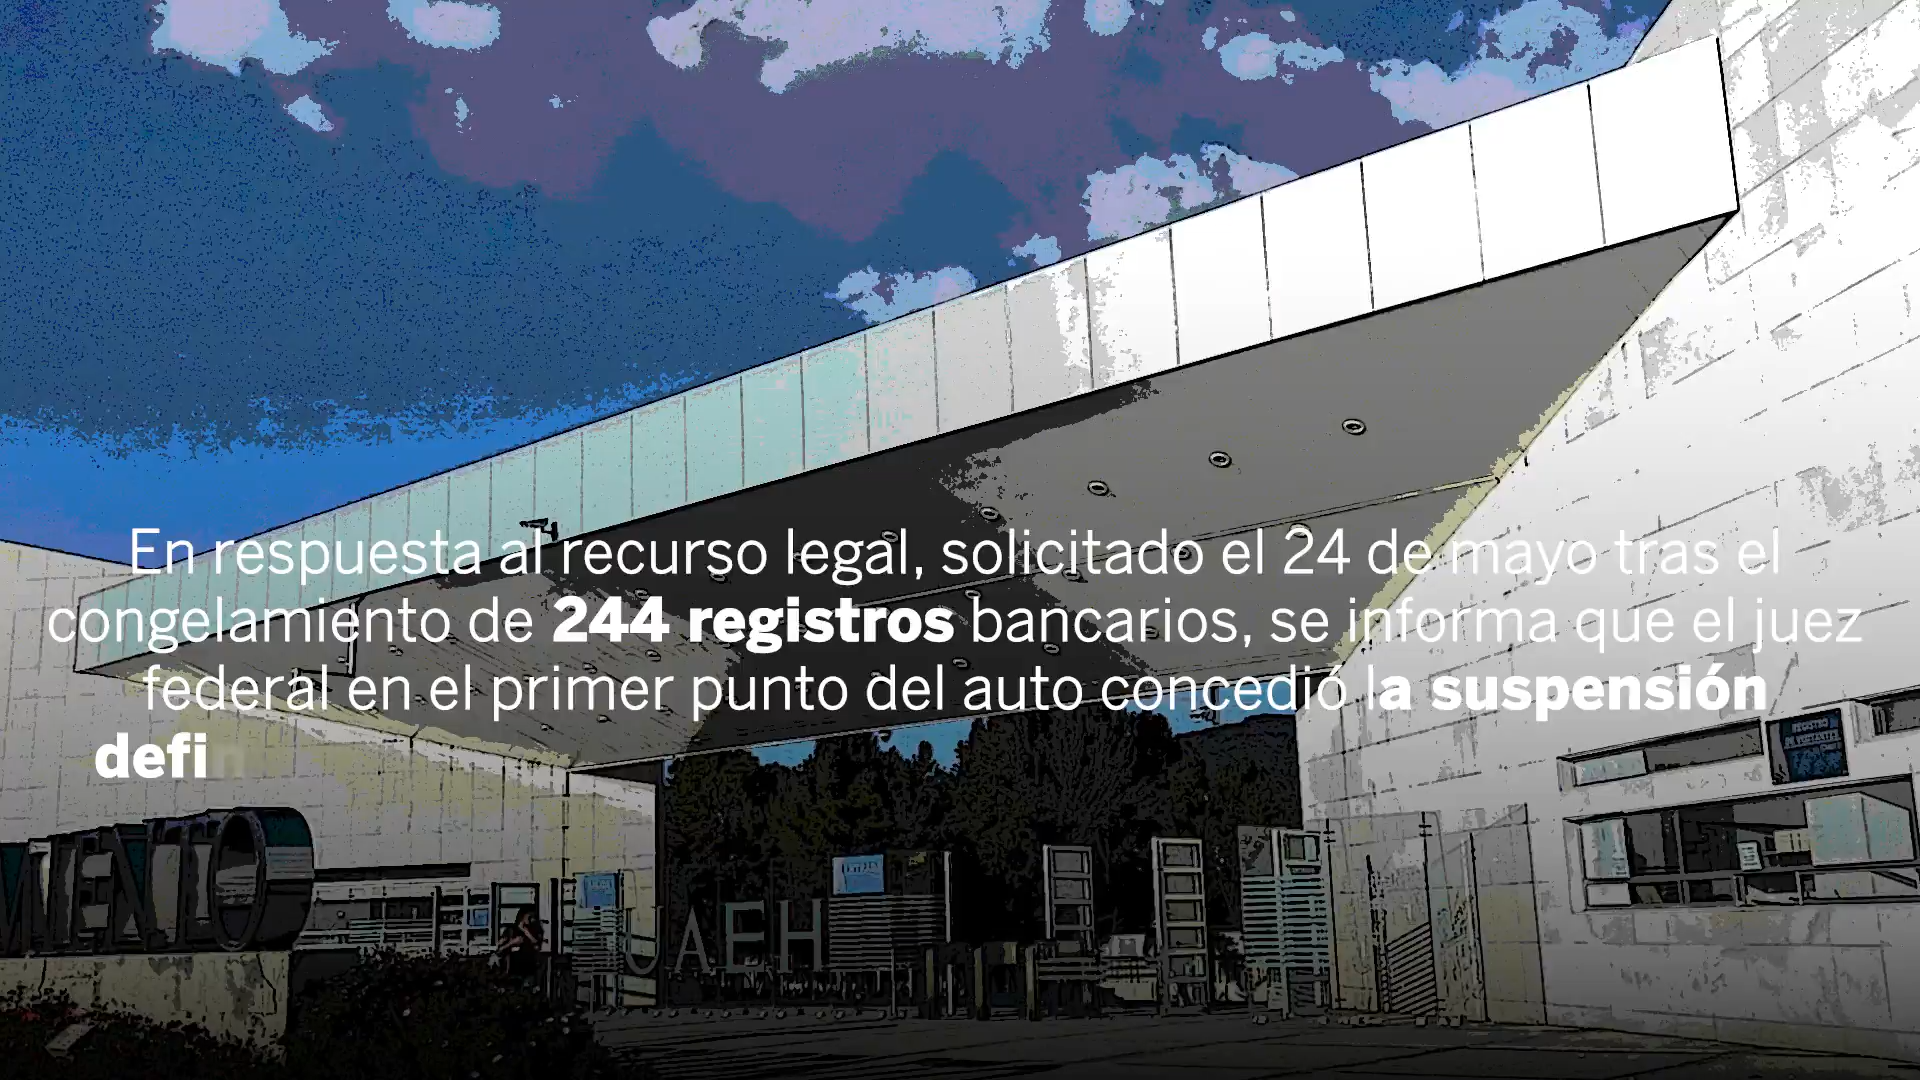 En respuesta al recurso legal, solicitado el 24 de mayo tras el
congelamiento de 244 registros bancarios, se informa que el juez
federal en el primer punto del auto concedió la suspensión
defin
UAEH